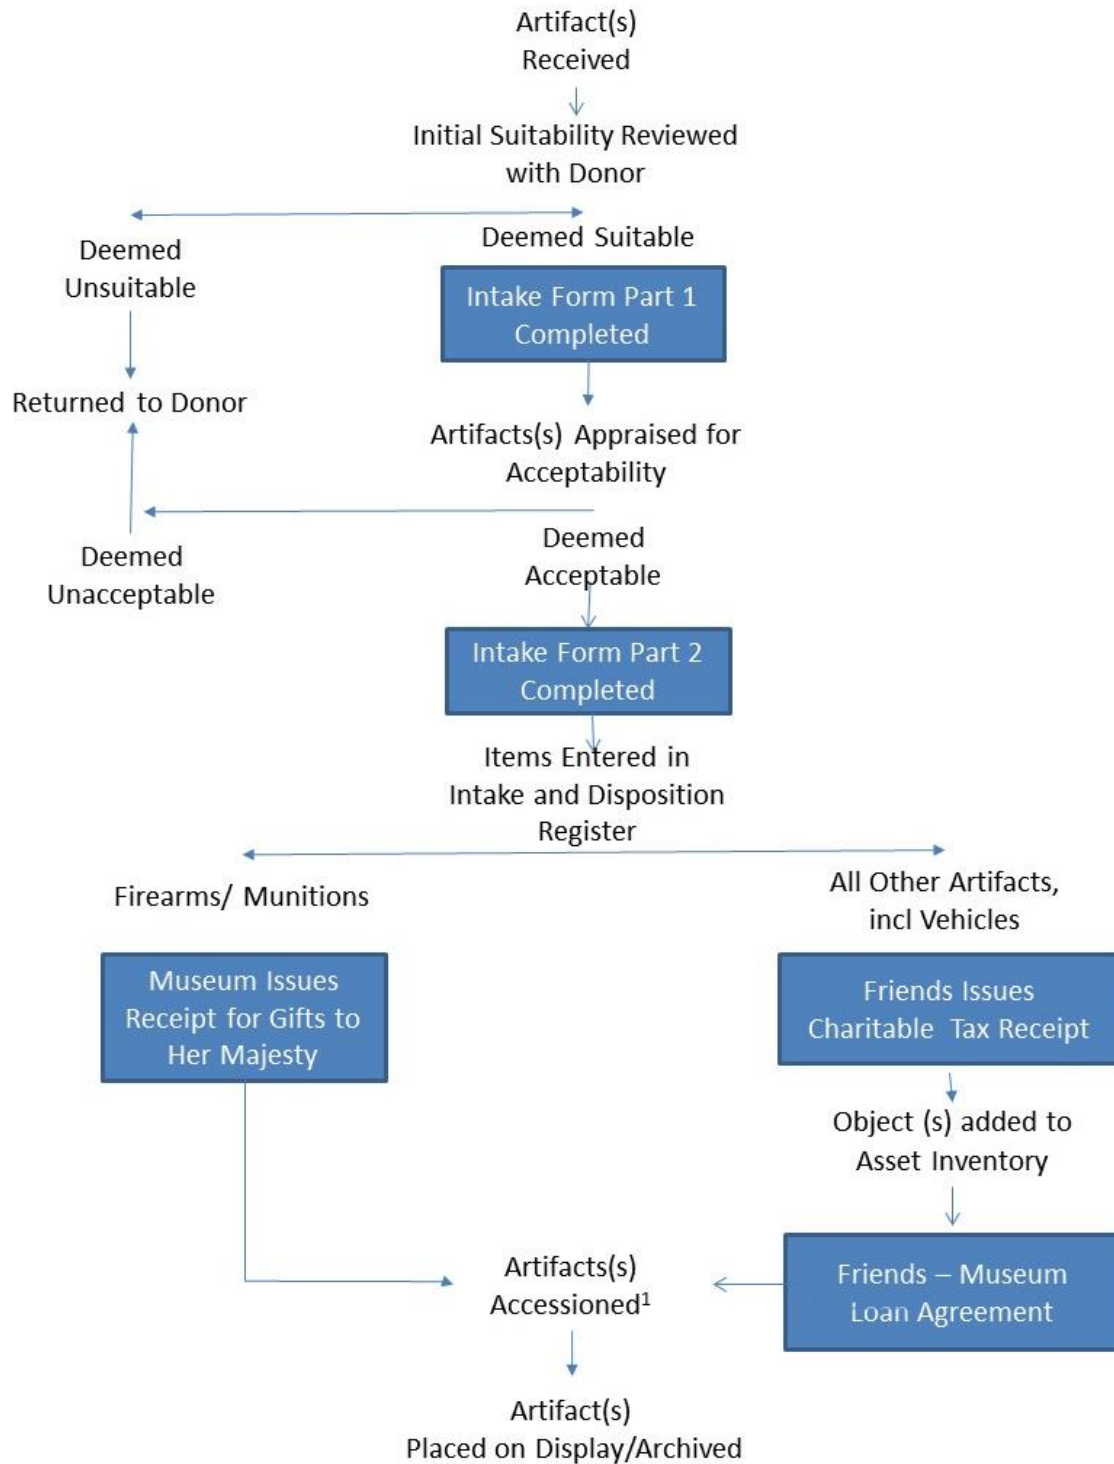 Artifact(s)
Received
Initial Suitability Reviewed
with Donor
Deemed
Unsuitable
Deemed Suitable
Intake Form Part 1
Completed
Returned to Donor
Artifacts(s) Appraised for
Acceptability
Deemed
Unacceptable
Deemed
Acceptable
Intake Form Part 2
Completed
Items Entered in
Intake and Disposition
Register
Firearms/ Munitions
All Other Artifacts,
incl Vehicles
Museum Issues
Receipt for Gifts to
Her Majesty
Friends Issues
Charitable Tax Receipt
Object (s) added to
Asset Inventory
Friends – Museum
Loan Agreement
Artifacts(s)
Accessioned¹
Artifact(s)
Placed on Display/Archived